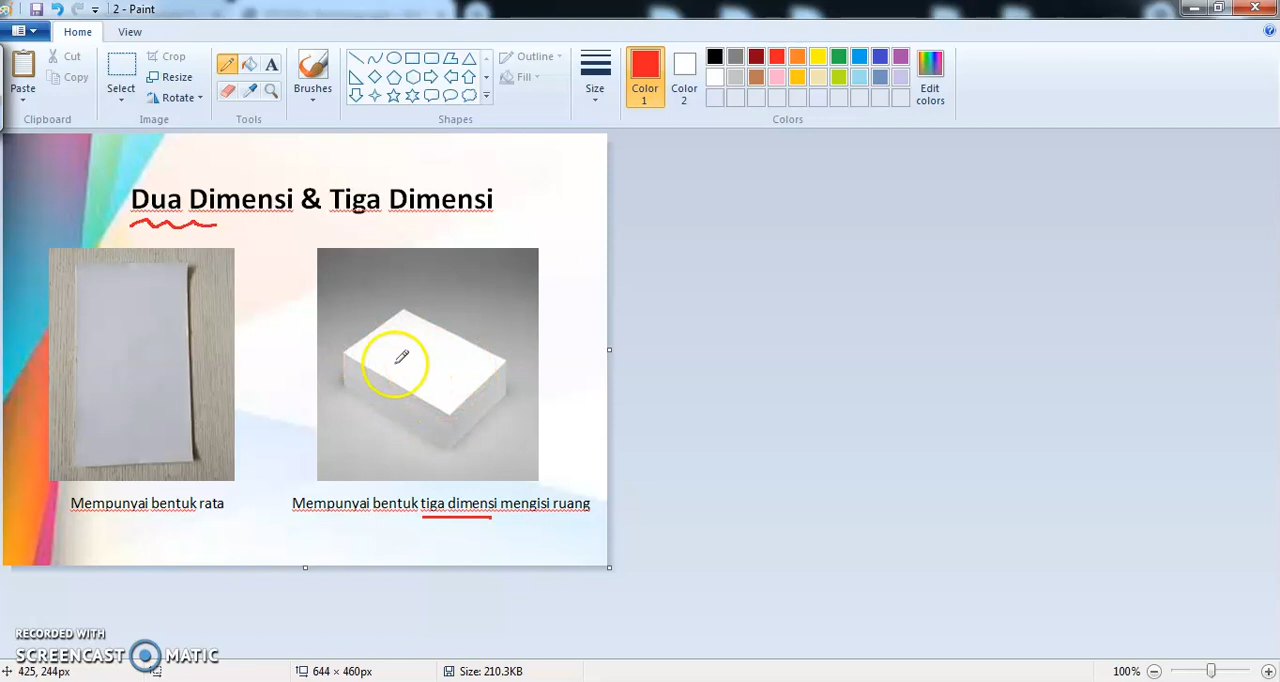 2 - Paint
Home
View
Paste
Cut
Copy
Clipboard
Select
Crop
Resize
Rotate
Image
A
Tools
Brushes
Outline
Fill
Shapes
Size
Color
1
Color
2
Edit
colors
Colors
Dua Dimensi & Tiga Dimensi
Mempunyai bentuk rata
Mempunyai bentuk tiga dimensi mengisi ruang
RECORDED WITH
SCREENCAST MATIC
425, 244px
644 × 460px
Size: 210.3KB
100%